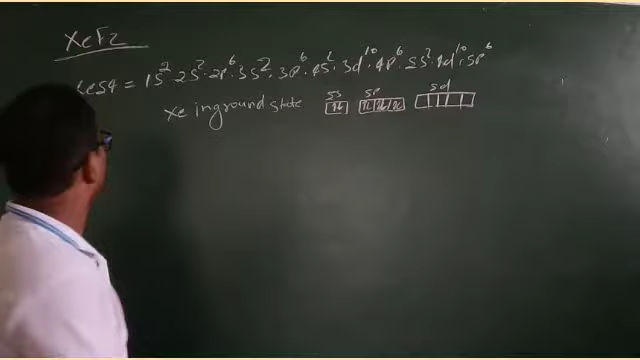 XeF2
Xe54 = 1S² 2S² 2p⁶ 3S² 3p⁶ 4S² 3d¹⁰ 4p⁶ 5S² 4d¹⁰ 5p⁶
Xe in ground state 5S 5P 5d